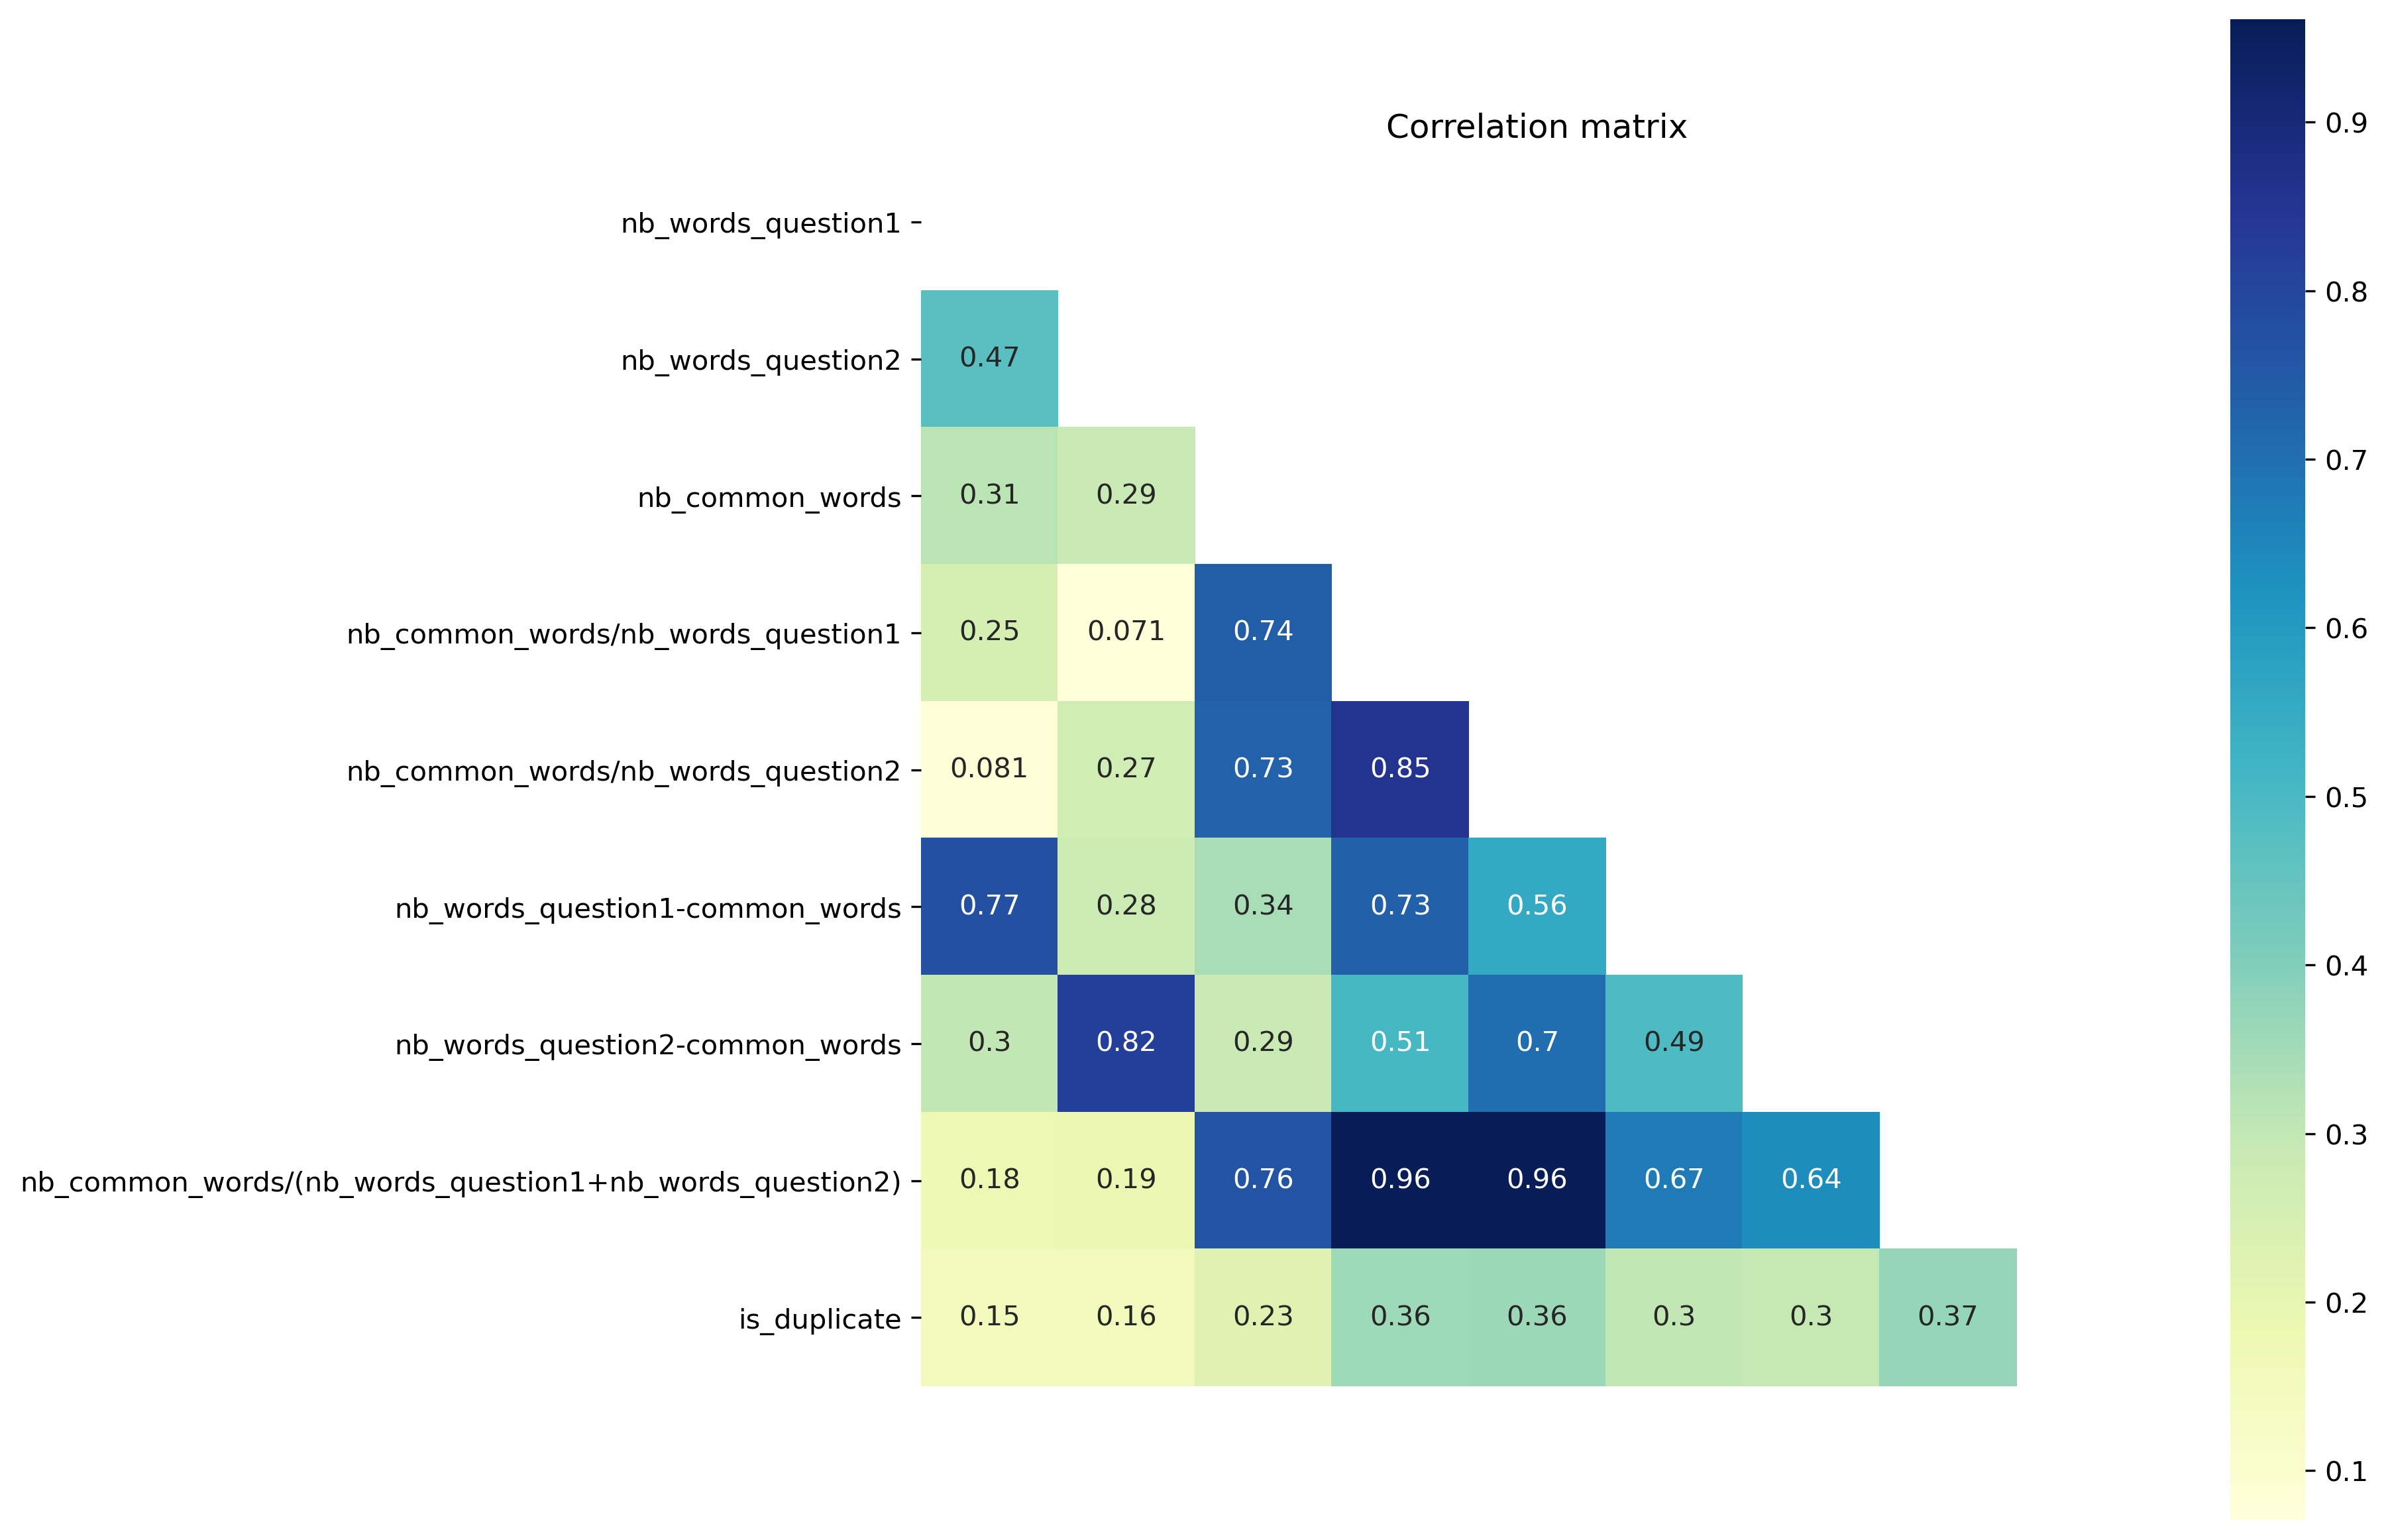 Correlation matrix
nb_words_question1
nb_words_question2 0.47
nb_common_words 0.31 0.29
nb_common_words/nb_words_question1 0.25 0.071 0.74
nb_common_words/nb_words_question2 0.081 0.27 0.73 0.85
nb_words_question1-common_words 0.77 0.28 0.34 0.73 0.56
nb_words_question2-common_words 0.3 0.82 0.29 0.51 0.7 0.49
nb_common_words/(nb_words_question1+nb_words_question2) 0.18 0.19 0.76 0.96 0.96 0.67 0.64
is_duplicate 0.15 0.16 0.23 0.36 0.36 0.3 0.3 0.37
0.9
0.8
0.7
0.6
0.5
0.4
0.3
0.2
0.1